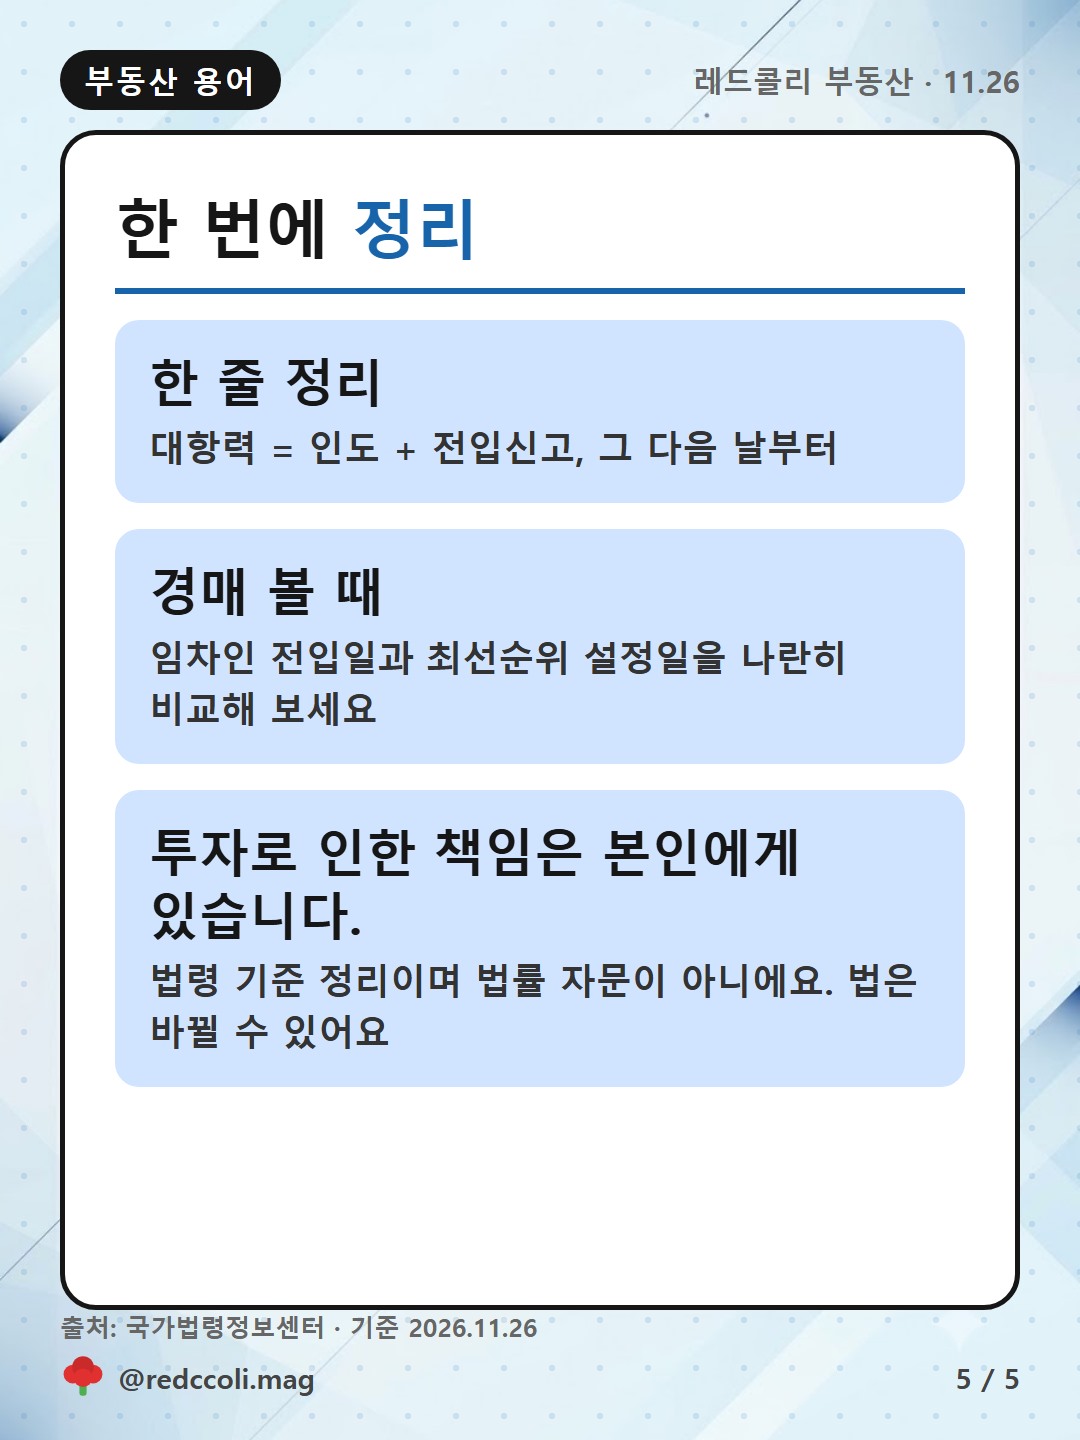 부동산 용어
레드콜리 부동산 · 11.26
한 번에 정리
한 줄 정리
대항력 = 인도 + 전입신고, 그 다음 날부터
경매 볼 때
임차인 전입일과 최선순위 설정일을 나란히
비교해 보세요
투자로 인한 책임은 본인에게
있습니다.
법령 기준 정리이며 법률 자문이 아니에요. 법은
바뀔 수 있어요
출처: 국가법령정보센터 · 기준 2026.11.26
@redccoli.mag
5 / 5